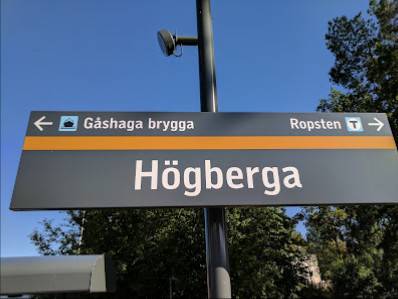 ← Gåshaga brygga Ropsten T →
Högberga